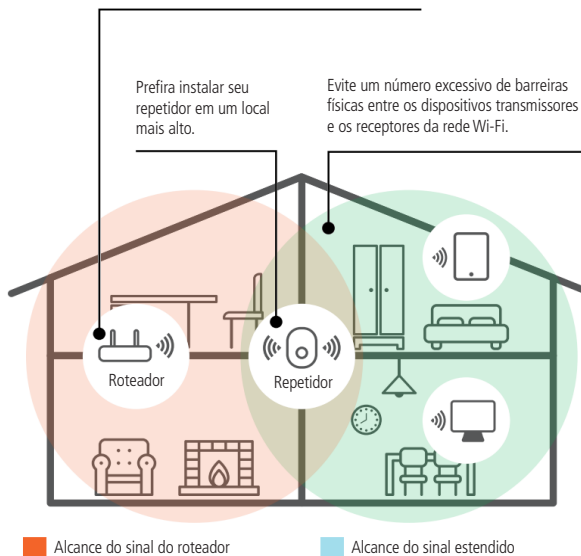 Prefira instalar seu
repetidor em um local
mais alto.
Evite um número excessivo de barreiras
físicas entre os dispositivos transmissores
e os receptores da rede Wi-Fi.
Roteador
Repetidor
Alcance do sinal do roteador
Alcance do sinal estendido